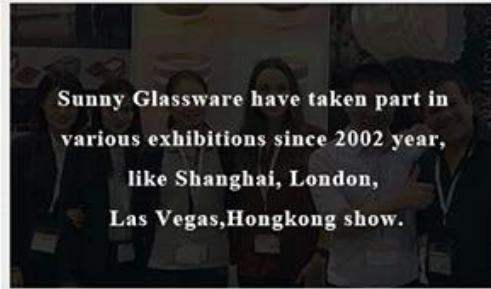 Sunny Glassware have taken part in
various exhibitions since 2002 year,
like Shanghai, London,
Las Vegas,Hongkong show.